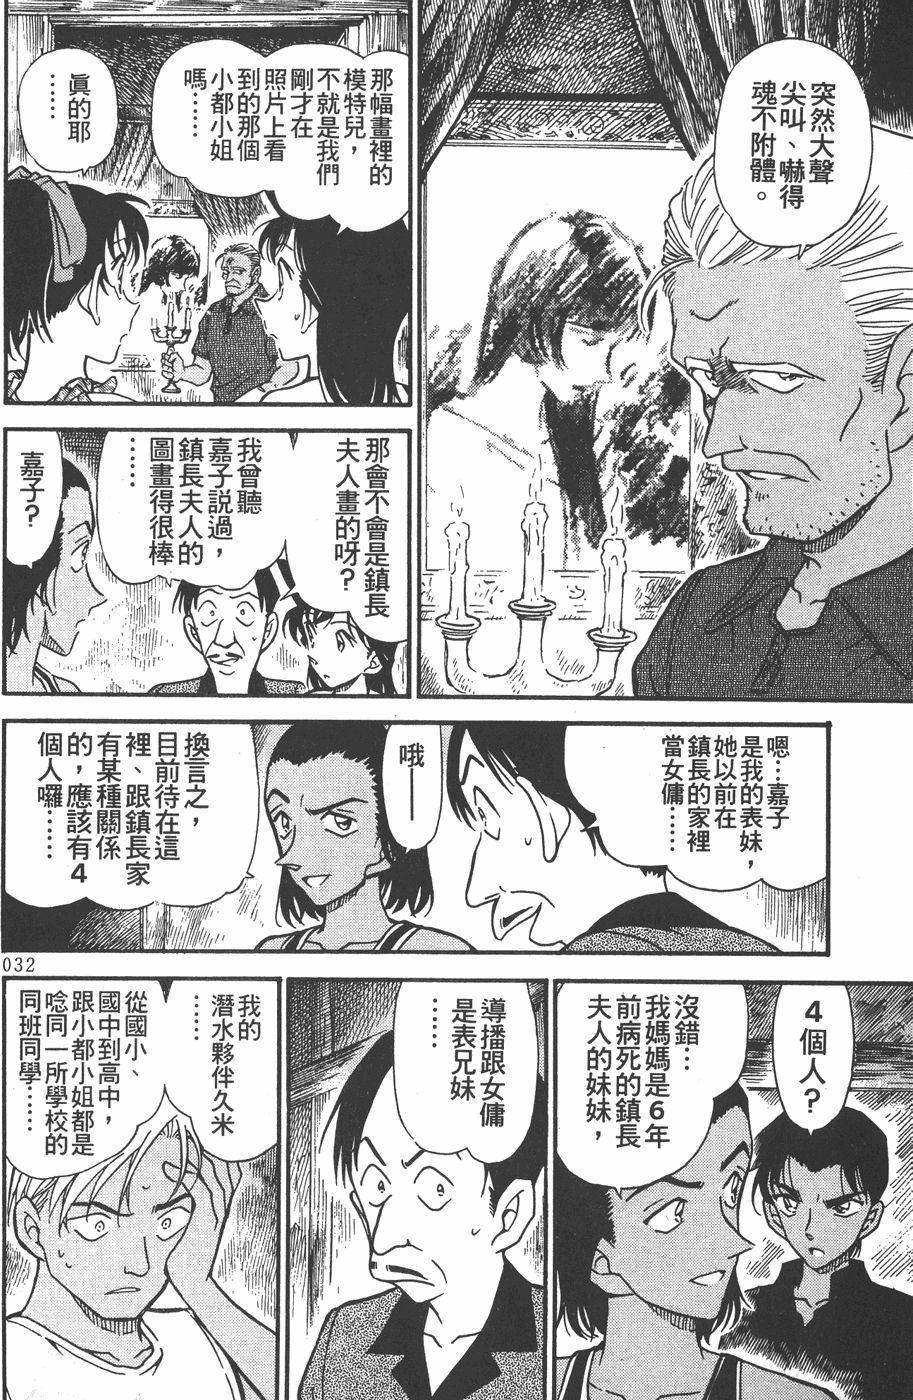 突然大聲
尖叫、嚇得
魂不附體。
那幅畫裡的
模特兒，
不就是我們
剛才在
照片上看
到的那個
小都小姐
嗎……
眞的耶
……
那會不會是鎮長
夫人畫的呀？
我曾聽
嘉子說過，
鎮長夫人的
圖畫得很棒
……
嘉子？
嗯…嘉子
是我的表妹，
她以前在
鎮長的家裡
當女傭……
哦──
換言之，
目前待在這
裡、跟鎮長家
有某種關係
的，應該有4
個人囉……
4個人？
沒錯…
我媽媽是6年
前病死的鎮長
夫人的妹妹，
導播跟女傭
是表兄妹
……
我的
潛水夥伴久米
……
從國小、
國中到高中，
跟小都小姐都是
唸同一所學校的
同班同學……
032